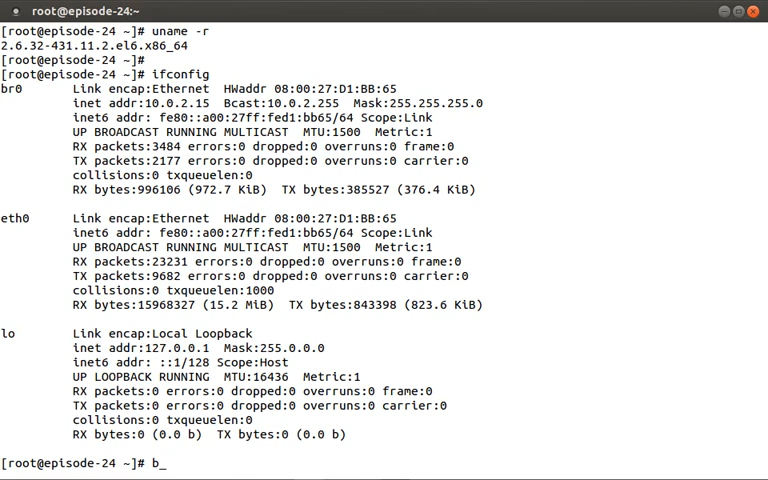 root@episode-24:~
[root@episode-24 ~]# uname -r
2.6.32-431.11.2.el6.x86_64
[root@episode-24 ~]#
[root@episode-24 ~]# ifconfig
br0       Link encap:Ethernet  HWaddr 08:00:27:D1:BB:65
          inet addr:10.0.2.15  Bcast:10.0.2.255  Mask:255.255.255.0
          inet6 addr: fe80::a00:27ff:fed1:bb65/64 Scope:Link
          UP BROADCAST RUNNING MULTICAST  MTU:1500  Metric:1
          RX packets:3484 errors:0 dropped:0 overruns:0 frame:0
          TX packets:2177 errors:0 dropped:0 overruns:0 carrier:0
          collisions:0 txqueuelen:0
          RX bytes:996106 (972.7 KiB)  TX bytes:385527 (376.4 KiB)
eth0      Link encap:Ethernet  HWaddr 08:00:27:D1:BB:65
          inet6 addr: fe80::a00:27ff:fed1:bb65/64 Scope:Link
          UP BROADCAST RUNNING MULTICAST  MTU:1500  Metric:1
          RX packets:23231 errors:0 dropped:0 overruns:0 frame:0
          TX packets:9682 errors:0 dropped:0 overruns:0 carrier:0
          collisions:0 txqueuelen:1000
          RX bytes:15968327 (15.2 MiB)  TX bytes:843398 (823.6 KiB)
lo        Link encap:Local Loopback
          inet addr:127.0.0.1  Mask:255.0.0.0
          inet6 addr: ::1/128 Scope:Host
          UP LOOPBACK RUNNING  MTU:16436  Metric:1
          RX packets:0 errors:0 dropped:0 overruns:0 frame:0
          TX packets:0 errors:0 dropped:0 overruns:0 carrier:0
          collisions:0 txqueuelen:0
          RX bytes:0 (0.0 b)  TX bytes:0 (0.0 b)
[root@episode-24 ~]# b_